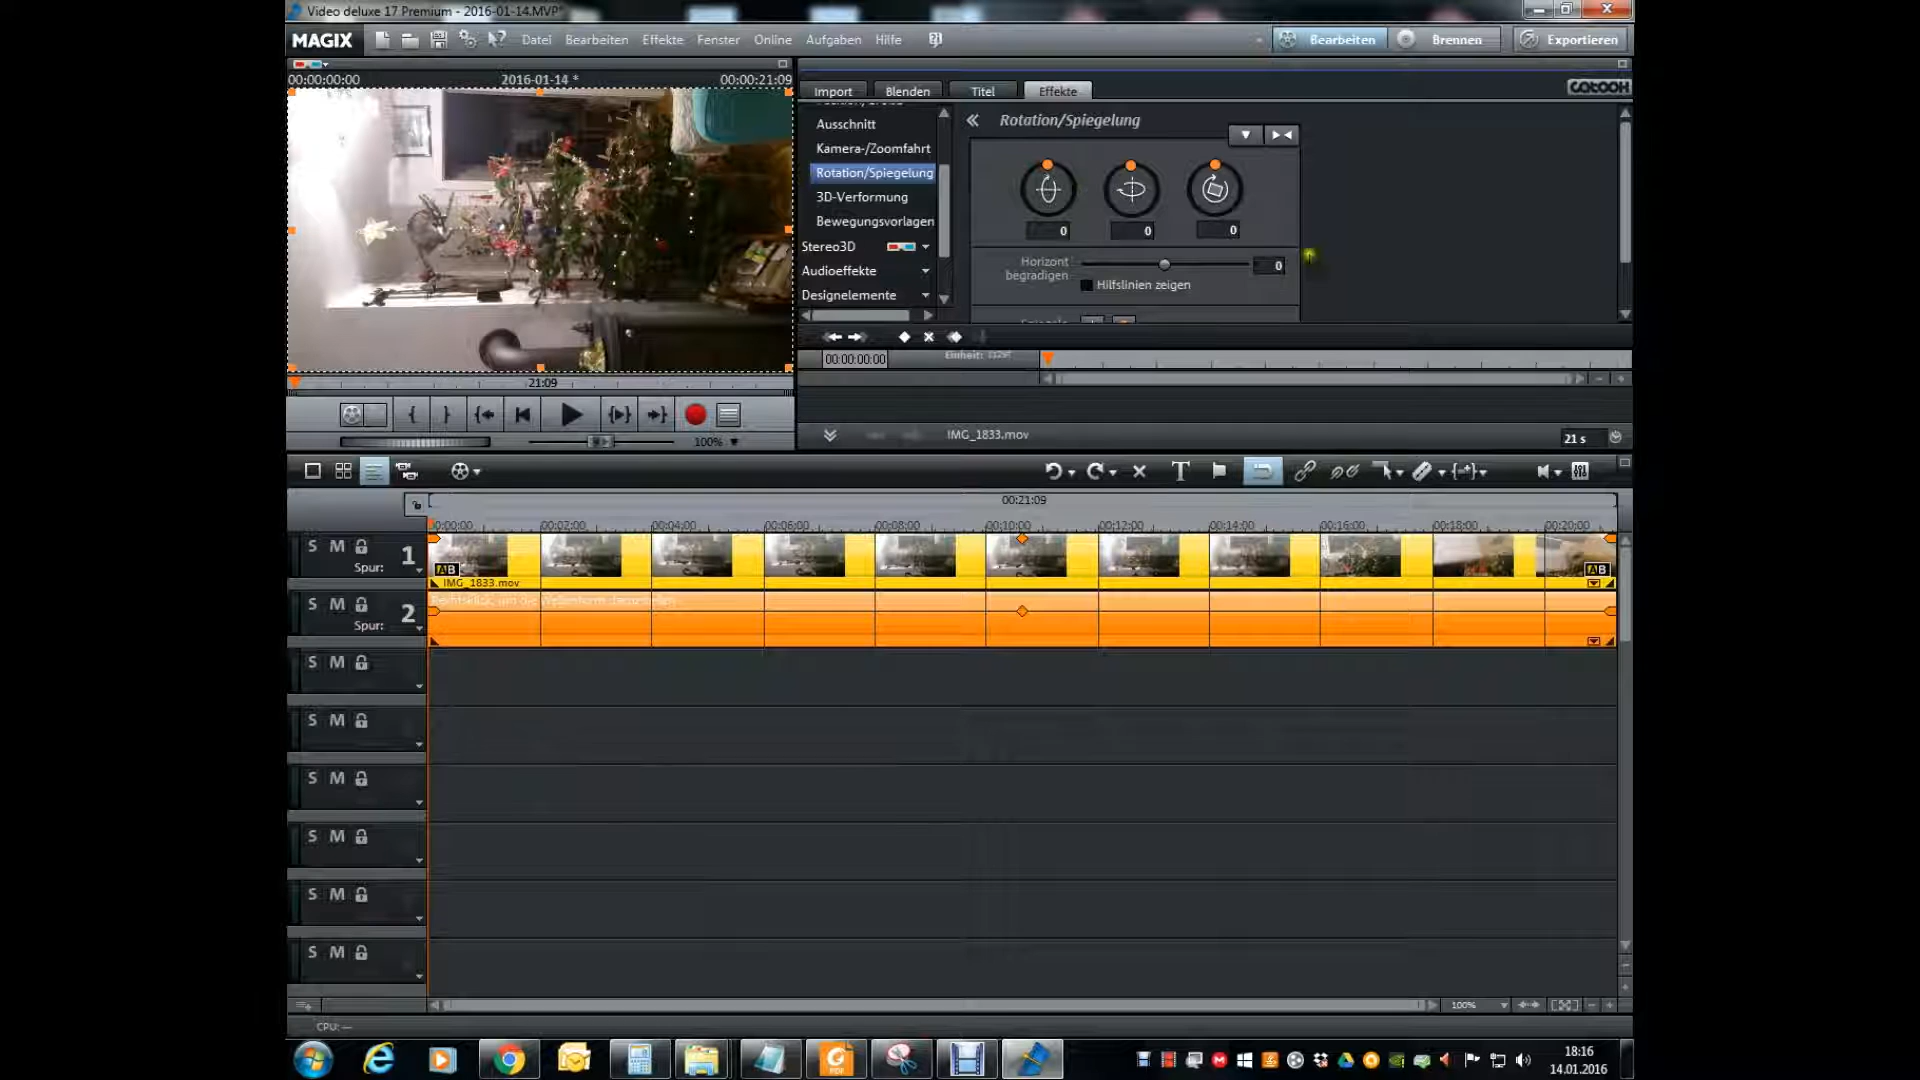 Video deluxe 17 Premium - 2016-01-14.MVP*
MAGIX
Datei Bearbeiten Effekte Fenster Online Aufgaben Hilfe
Bearbeiten Brennen Exportieren
00:00:00:00 2016-01-14 * 00:00:21:09
Import Blenden Titel Effekte
catooh
Ausschnitt
Kamera-/Zoomfahrt
Rotation/Spiegelung
3D-Verformung
Bewegungsvorlagen
Stereo3D
Audioeffekte
Designelemente
Rotation/Spiegelung
0 0 0
Horizont begradigen 0
Hilfslinien zeigen
00:00:00:00 Einheit:
21:09
100%
IMG_1833.mov 21 s
00:21:09
00:00:00 00:02:00 00:04:00 00:06:00 00:08:00 00:10:00 00:12:00 00:14:00 00:16:00 00:18:00 00:20:00
S M 1
Spur:
AB AB
IMG_1833.mov
S M 2
Spur:
Rechtsklick, um die Wellenform darzustellen
S M
S M
S M
S M
S M
S M
100%
CPU: —
PDF
18:16
14.01.2016